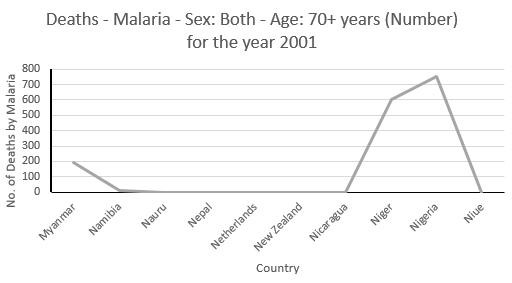 Deaths - Malaria - Sex: Both - Age: 70+ years (Number)
for the year 2001
No. of Deaths by Malaria
800
700
600
500
400
300
200
100
0
Myanmar
Namibia
Nauru
Nepal
Netherlands
New Zealand
Nicaragua
Niger
Nigeria
Niue
Country